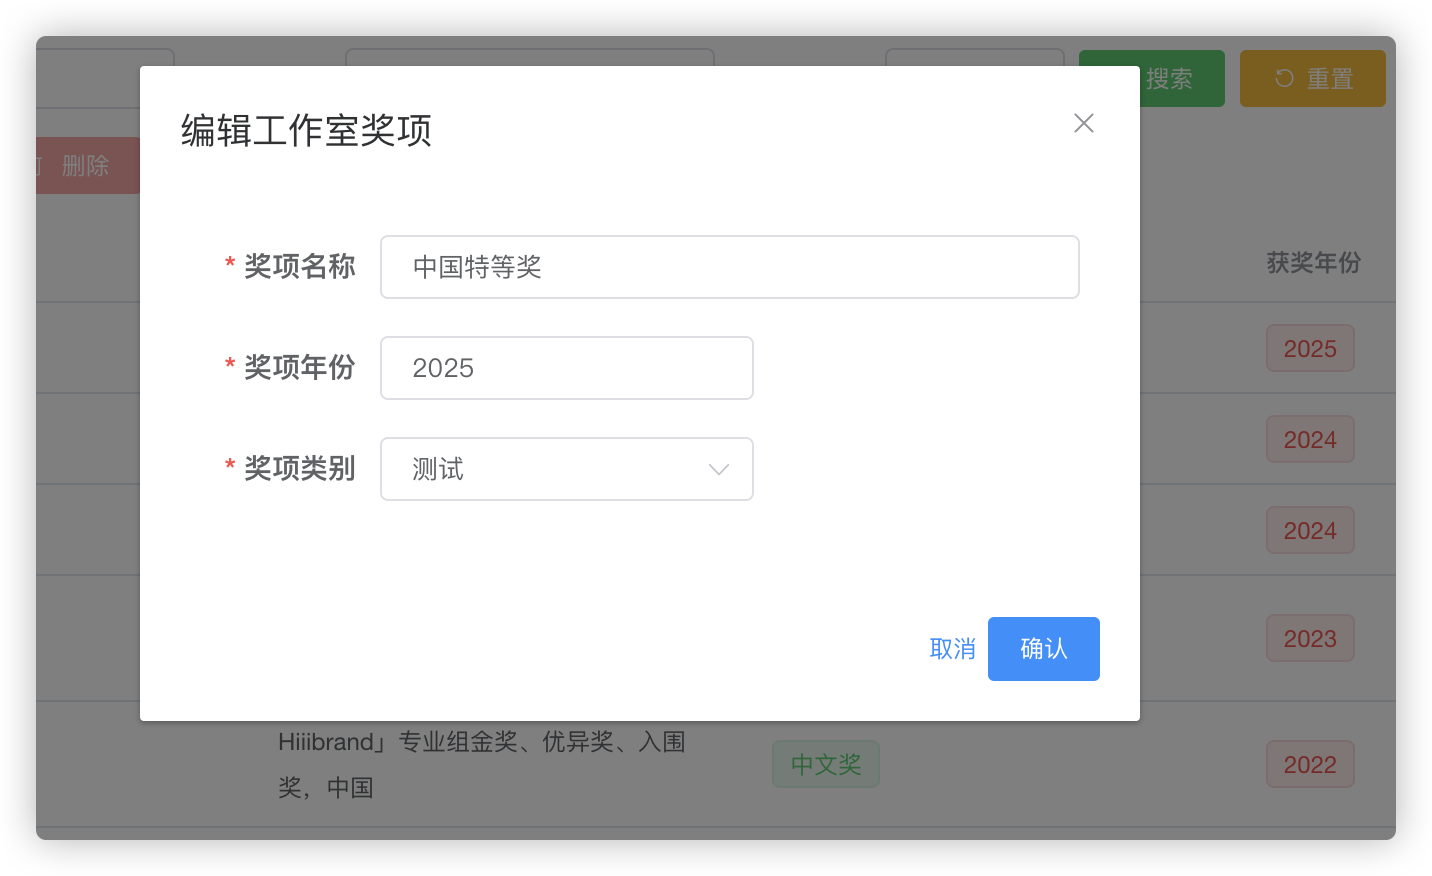 搜索
重置
编辑工作室奖项
删除
* 奖项名称
中国特等奖
获奖年份
* 奖项年份
2025
2025
* 奖项类别
测试
2024
2024
取消
确认
2023
Hiiibrand」专业组金奖、优异奖、入围
奖，中国
中文奖
2022